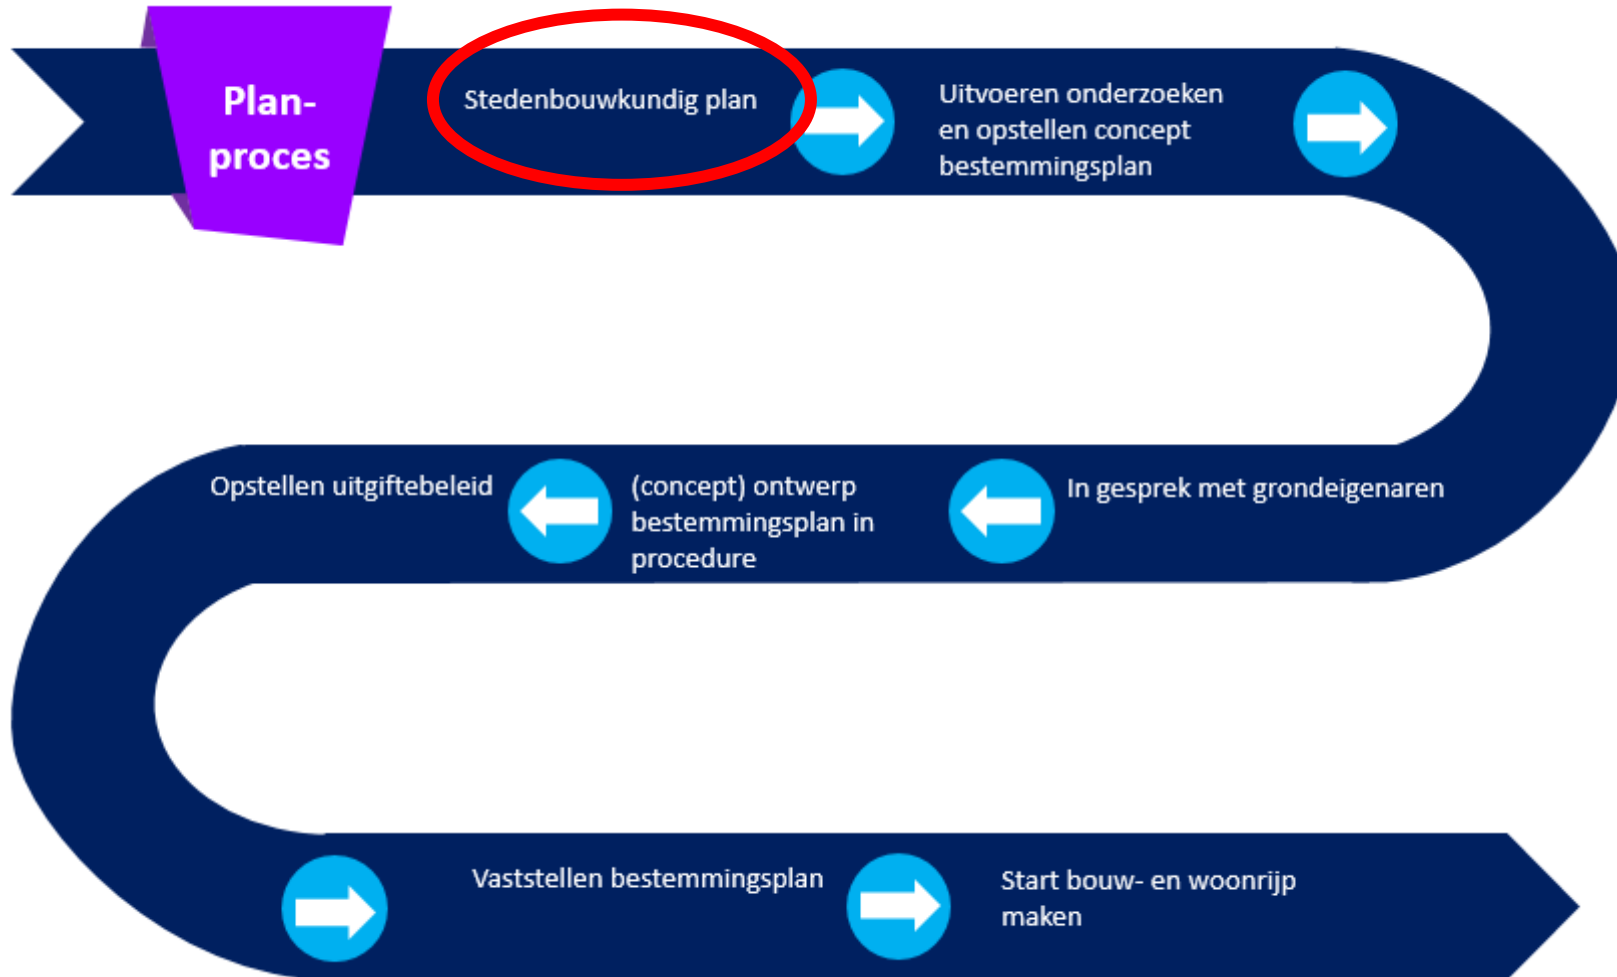 Plan-
proces
Stedenbouwkundig plan
Uitvoeren onderzoeken
en opstellen concept
bestemmingsplan
In gesprek met grondeigenaren
(concept) ontwerp
bestemmingsplan in
procedure
Opstellen uitgiftebeleid
Vaststellen bestemmingsplan
Start bouw- en woonrijp
maken